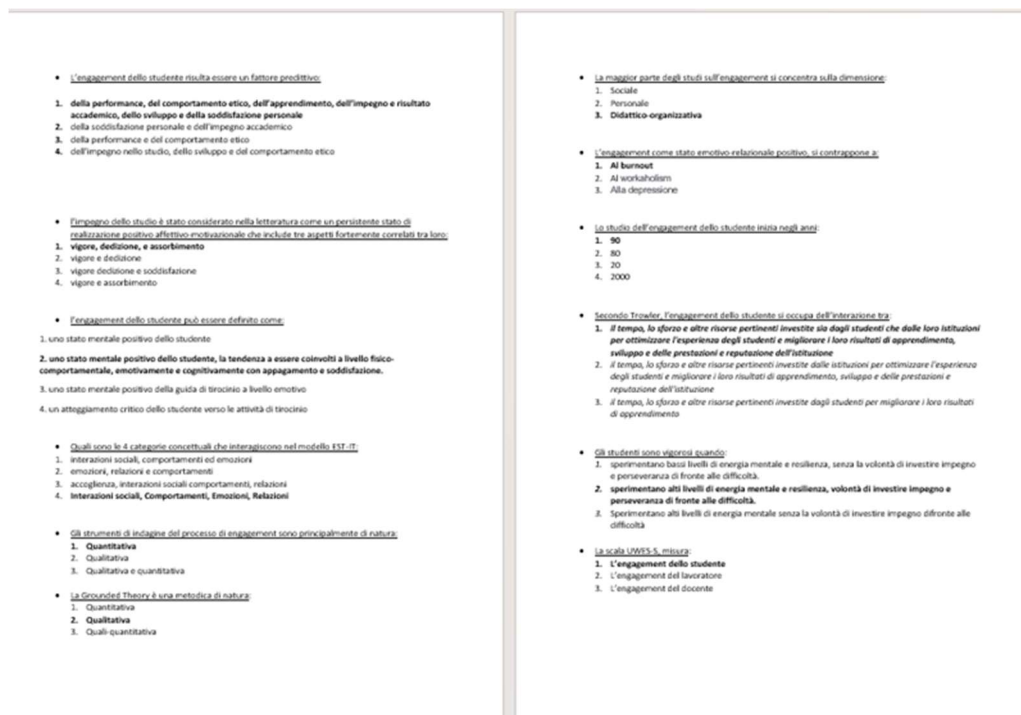 • L'engagement dello studente risulta essere un fattore predittivo:
1. della performance, del comportamento etico, dell'apprendimento, dell'impegno e risultato
accademico, dello sviluppo e della soddisfazione personale
2. della soddisfazione personale e dell'impegno accademico
3. della performance e del comportamento etico
4. dell'impegno nello studio, dello sviluppo e del comportamento etico
• l'impegno dello studio è stato considerato nella letteratura come un persistente stato di
realizzazione positivo affettivo-motivazionale che include tre aspetti fortemente correlati tra loro:
1. vigore, dedizione, e assorbimento
2. vigore e dedizione
3. vigore dedizione e soddisfazione
4. vigore e assorbimento
• l'engagement dello studente può essere definito come:
1. uno stato mentale positivo dello studente
2. uno stato mentale positivo dello studente, la tendenza a essere coinvolti a livello fisico-
comportamentale, emotivamente e cognitivamente con appagamento e soddisfazione.
3. uno stato mentale positivo della guida di tirocinio a livello emotivo
4. un atteggiamento critico dello studente verso le attività di tirocinio
• Quali sono le 4 categorie concettuali che interagiscono nel modello EST-IT:
1. interazioni sociali, comportamenti ed emozioni
2. emozioni, relazioni e comportamenti
3. accoglienza, interazioni sociali comportamenti, relazioni
4. Interazioni sociali, Comportamenti, Emozioni, Relazioni
• Gli strumenti di indagine del processo di engagement sono principalmente di natura:
1. Quantitativa
2. Qualitativa
3. Qualitativa e quantitativa
• La Grounded Theory è una metodica di natura:
1. Quantitativa
2. Qualitativa
3. Quali-quantitativa
• La maggior parte degli studi sull'engagement si concentra sulla dimensione:
1. Sociale
2. Personale
3. Didattico-organizzativa
• L'engagement come stato emotivo-relazionale positivo, si contrappone a:
1. Al burnout
2. Al workaholism
3. Alla depressione
• Lo studio dell'engagement dello studente inizia negli anni:
1. 90
2. 80
3. 20
4. 2000
• Secondo Trowler, l'engagement dello studente si occupa dell'interazione tra:
1. il tempo, lo sforzo e altre risorse pertinenti investite sia dagli studenti che dalle loro istituzioni
per ottimizzare l'esperienza degli studenti e migliorare i loro risultati di apprendimento,
sviluppo e delle prestazioni e reputazione dell'istituzione
2. il tempo, lo sforzo e altre risorse pertinenti investite dalle istituzioni per ottimizzare l'esperienza
degli studenti e migliorare i loro risultati di apprendimento, sviluppo e delle prestazioni e
reputazione dell'istituzione
3. il tempo, lo sforzo e altre risorse pertinenti investite dagli studenti per migliorare i loro risultati
di apprendimento
• Gli studenti sono vigorosi quando:
1. sperimentano bassi livelli di energia mentale e resilienza, senza la volontà di investire impegno
e perseveranza di fronte alle difficoltà.
2. sperimentano alti livelli di energia mentale e resilienza, volontà di investire impegno e
perseveranza di fronte alle difficoltà.
3. Sperimentano alti livelli di energia mentale senza la volontà di investire impegno difronte alle
difficoltà
• La scala UWES-S, misura:
1. L'engagement dello studente
2. L'engagement del lavoratore
3. L'engagement del docente